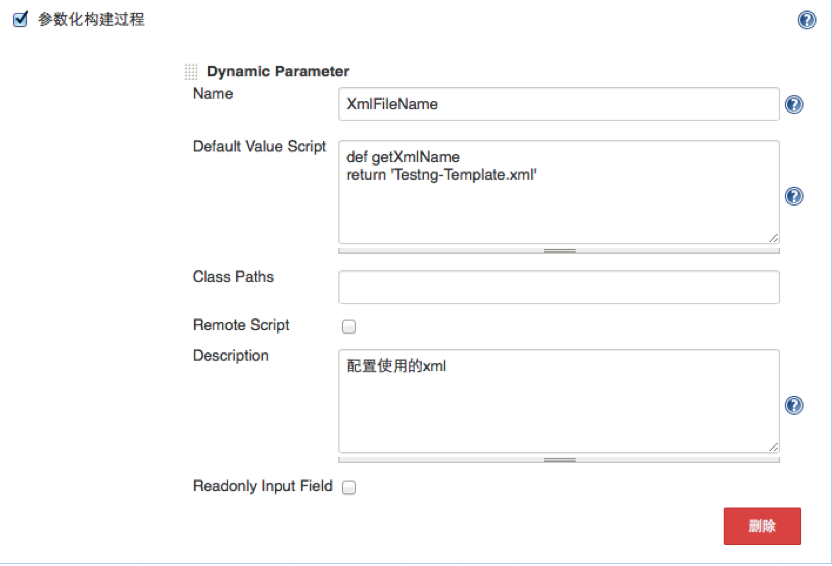 参数化构建过程
Dynamic Parameter
Name
XmlFileName
Default Value Script
def getXmlName
return 'Testng-Template.xml'
Class Paths
Remote Script
Description
配置使用的xml
Readonly Input Field
删除